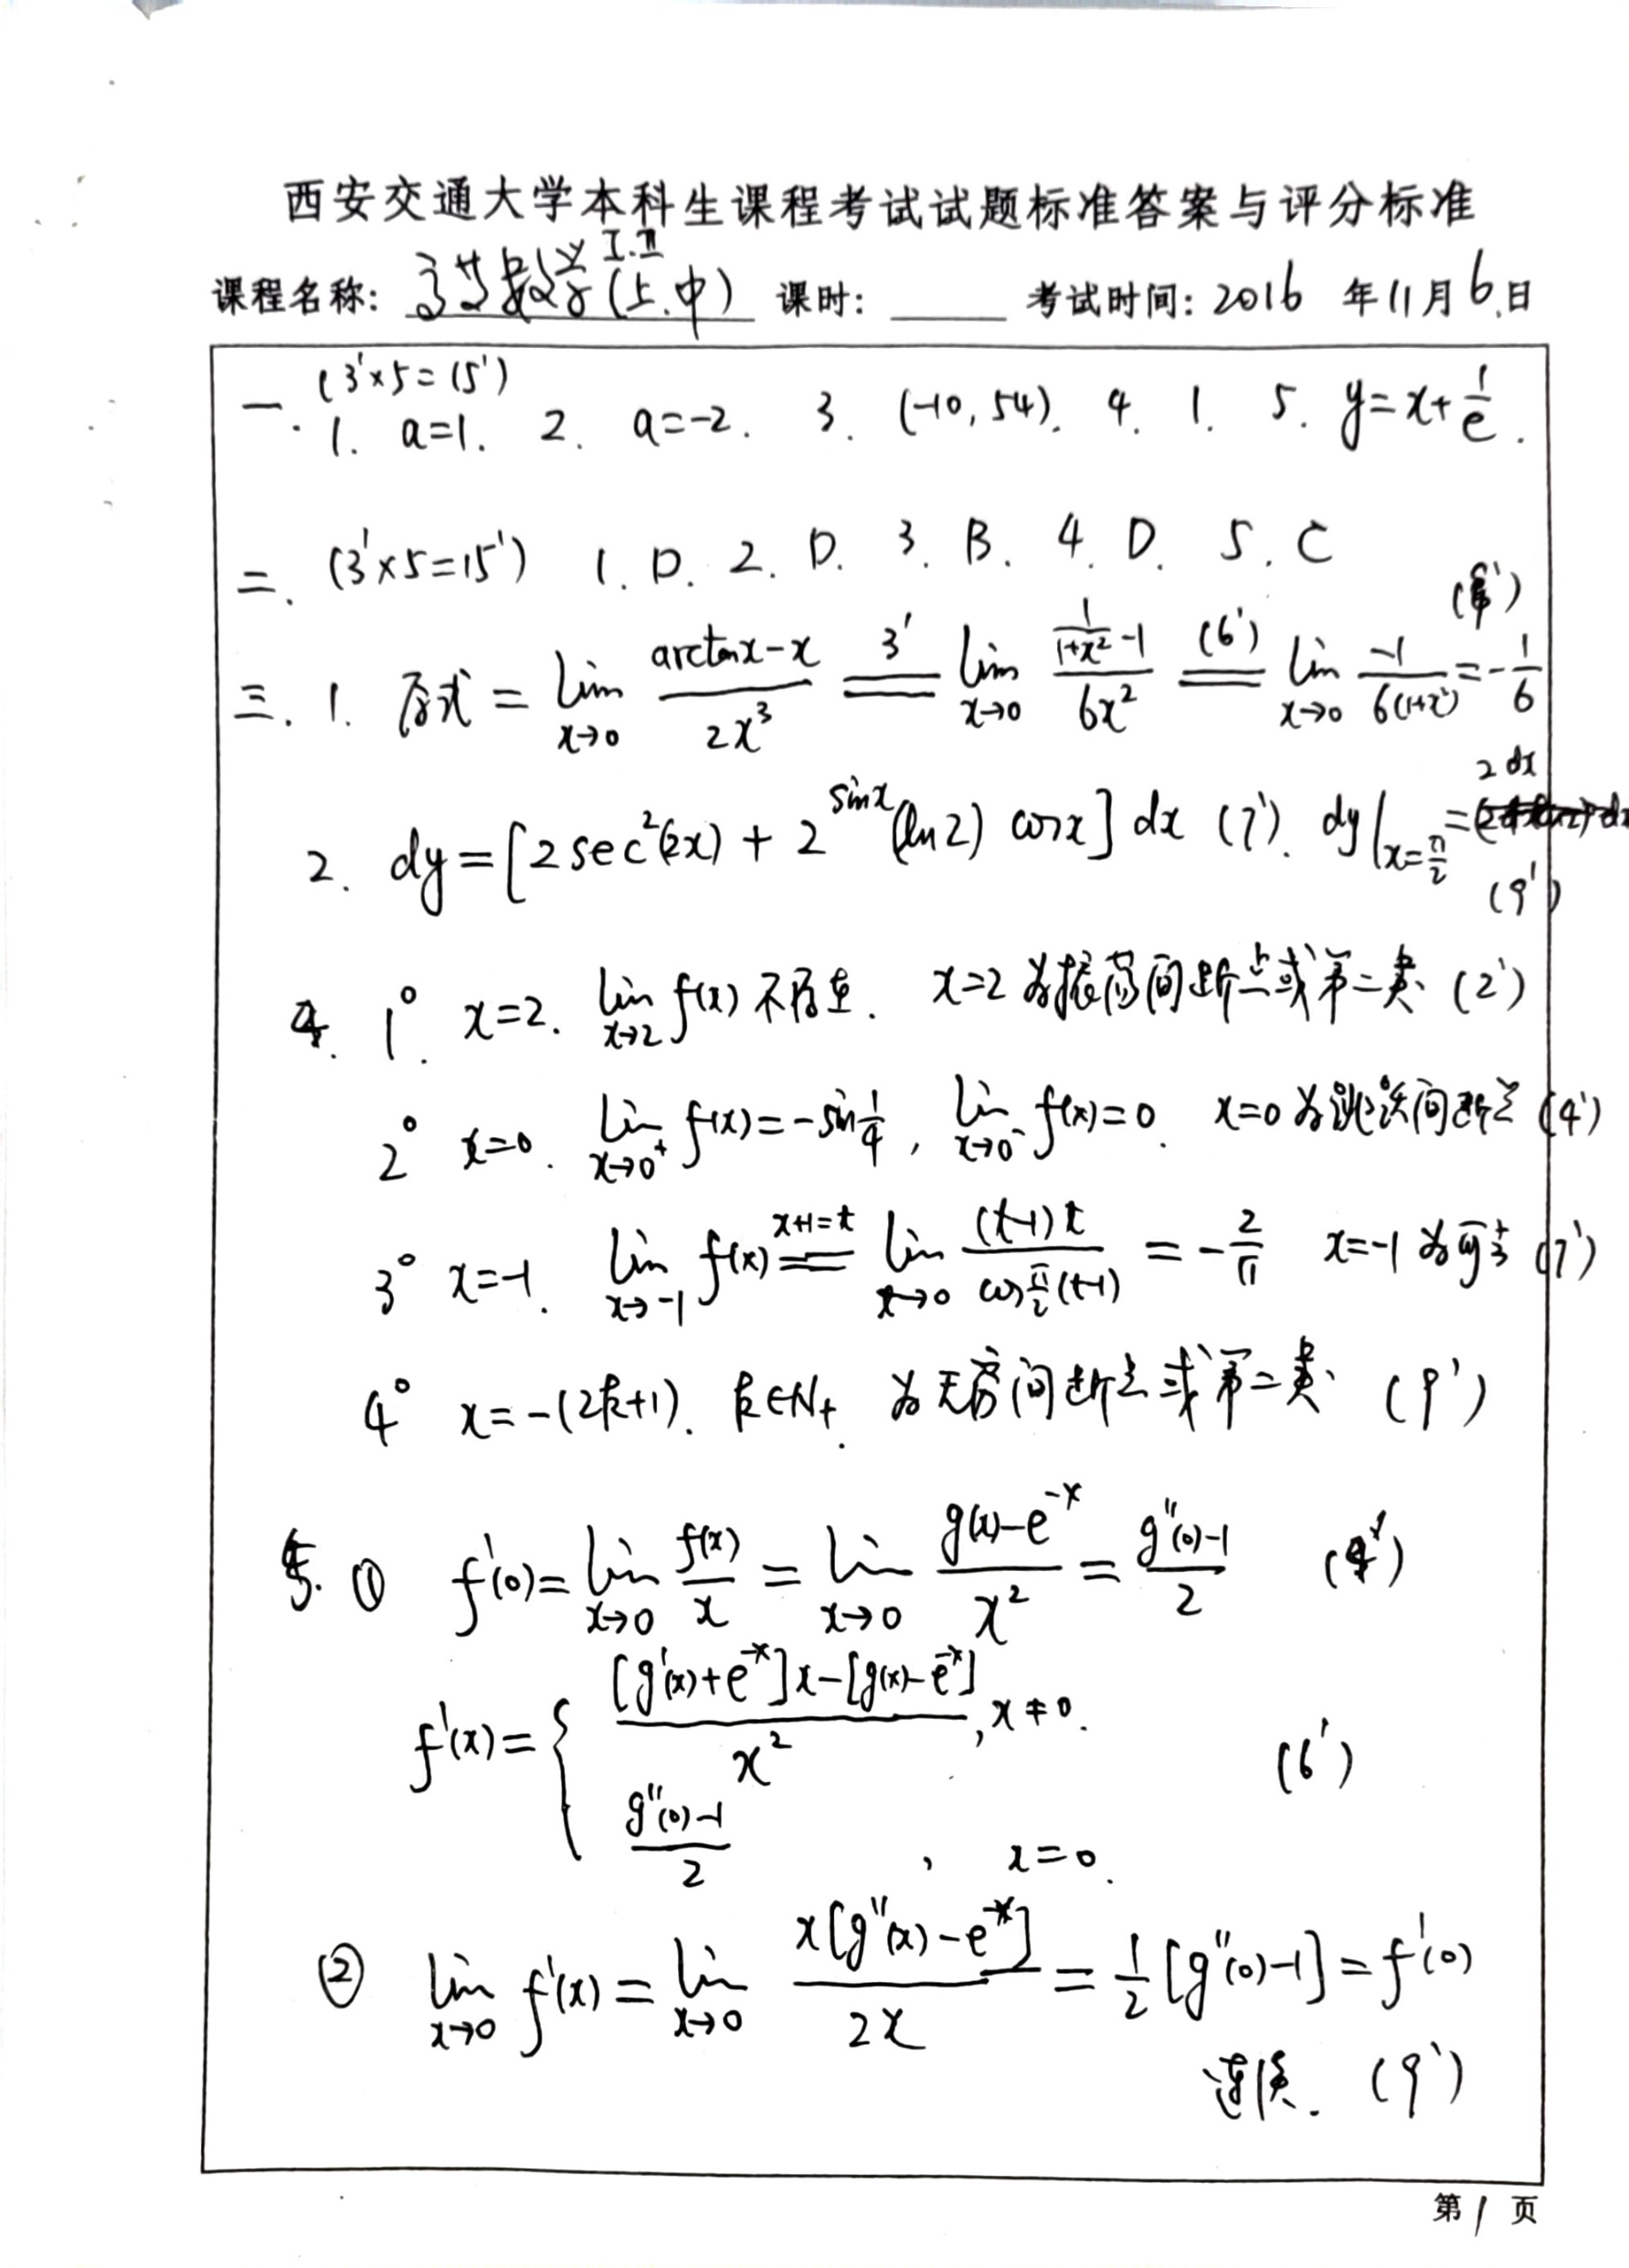 西安交通大学本科生课程考试试题标准答案与评分标准
课程名称: 高等数学 I.II (上.中) 课时: 考试时间: 2016 年 11 月 6 日
一. (3'×5=15')
1. a=1. 2. a=-2. 3. (-10, 54). 4. 1. 5. y=x+1/e.
二. (3'×5=15') 1. D. 2. D. 3. B. 4. D. 5. C
三. 1. 原式 = lim_{x→0} (arctanx-x)/(2x³) =(3')= lim_{x→0} (1/(1+x²)-1)/(6x²) =(6')= lim_{x→0} -1/(6(1+x²)) = -1/6
2. dy=[2sec²(2x) + 2^{sinx}(ln2) cosx] dx (7'). dy|_{x=π/2} = 2dx (9')
4. 1° x=2. lim_{x→2} f(x) 不存在. x=2 为振荡间断点或第二类 (2')
2° x=0. lim_{x→0⁺} f(x)=-sin 1/4, lim_{x→0⁻} f(x)=0. x=0 为跳跃间断点 (4')
3° x=-1. lim_{x→-1} f(x) =(x+1=t)= lim_{t→0} (t-1)t/(cos π/2 (t-1)) = -2/π x=-1 为可去 (7')
4° x=-(2k+1). k∈N₊. 为无穷间断点或第二类 (9')
5. ① f'(0)= lim_{x→0} f(x)/x = lim_{x→0} (g(x)-e^{-x})/x² = (g''(0)-1)/2 (4')
f'(x)= { ([g'(x)+e^{-x}]x-[g(x)-e^{-x}])/x², x≠0. (6')
(g''(0)-1)/2, x=0.
② lim_{x→0} f'(x) = lim_{x→0} x[g''(x)-e^{-x}]/(2x) = 1/2 [g''(0)-1] = f'(0)
连续. (9')
第 1 页